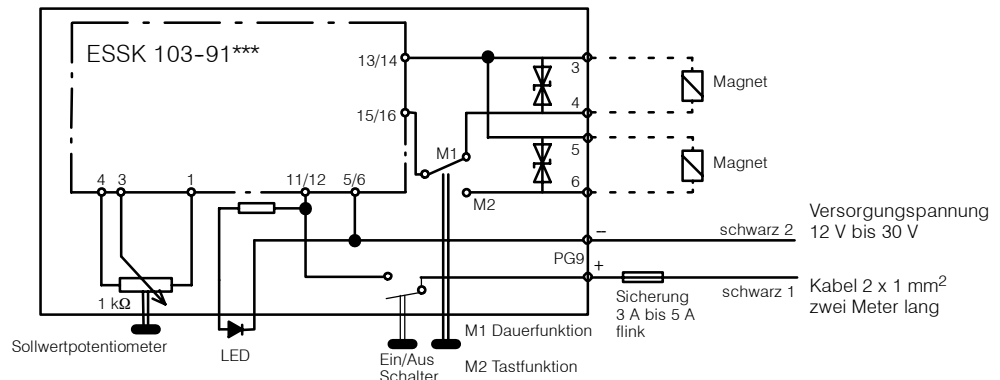 ESSK 103-91***
13/14
3
Magnet
4
15/16
M1
5
Magnet
4 3 1 11/12 5/6
6
M2
Versorgungspannung
12 V bis 30 V
schwarz 2
−
PG9
+
schwarz 1
Kabel 2 x 1 mm²
zwei Meter lang
Sicherung
3 A bis 5 A
flink
1 kΩ
M1 Dauerfunktion
Sollwertpotentiometer
LED
Ein/Aus
Schalter
M2 Tastfunktion